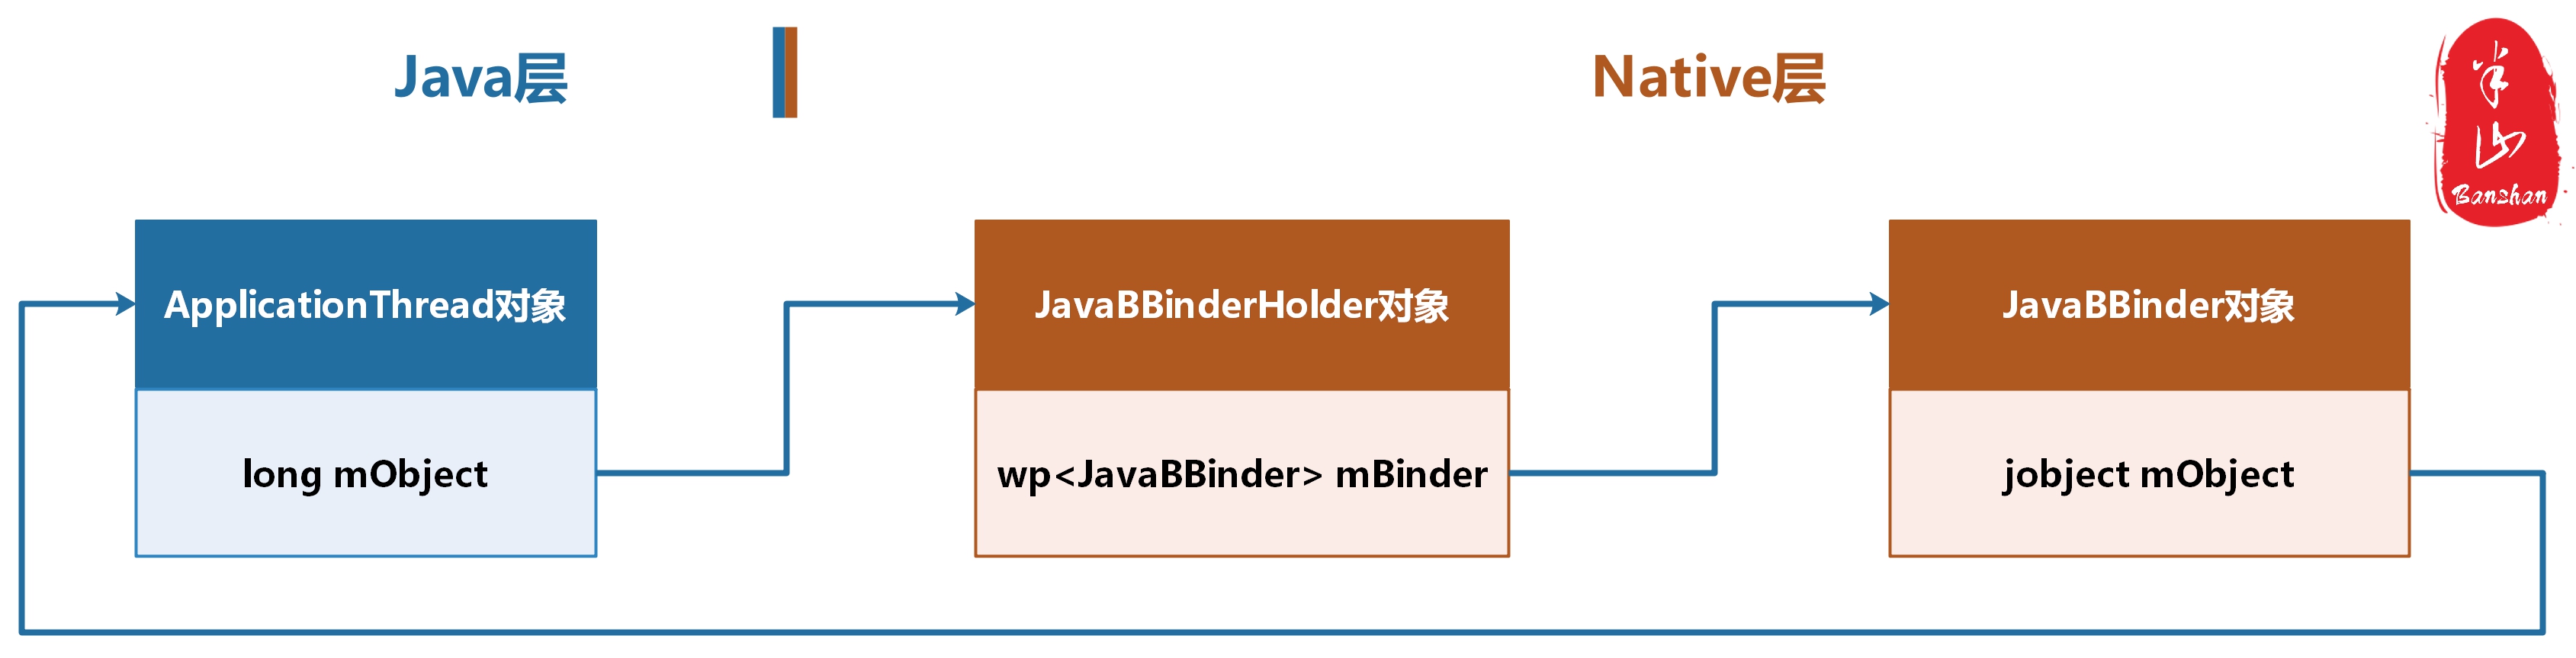 Java层
Native层
半山
Banshan
ApplicationThread对象
JavaBBinderHolder对象
JavaBBinder对象
long mObject
wp<JavaBBinder> mBinder
jobject mObject